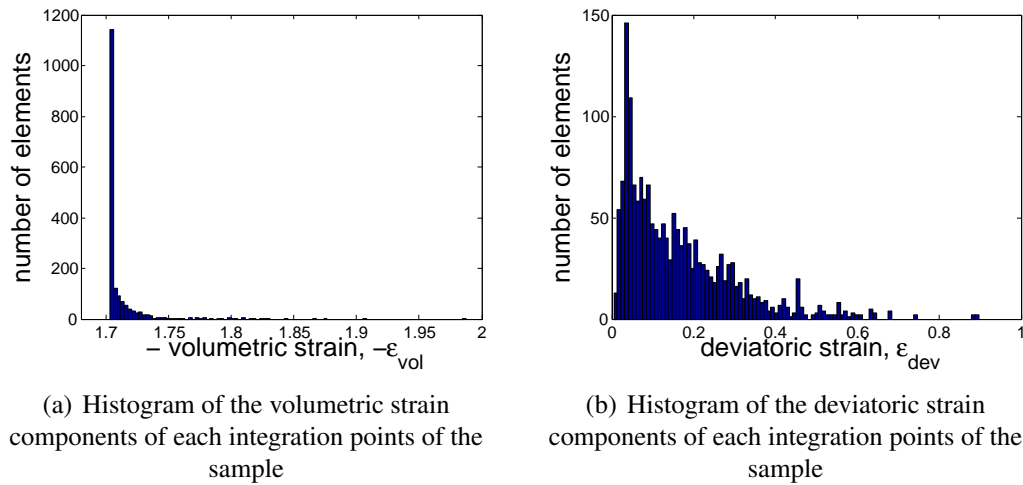 1200
1000
800
600
400
200
0
number of elements
1.7 1.75 1.8 1.85 1.9 1.95 2
– volumetric strain, –εvol
150
100
50
0
number of elements
0 0.2 0.4 0.6 0.8 1
deviatoric strain, εdev
(a) Histogram of the volumetric strain
components of each integration points of the
sample
(b) Histogram of the deviatoric strain
components of each integration points of the
sample